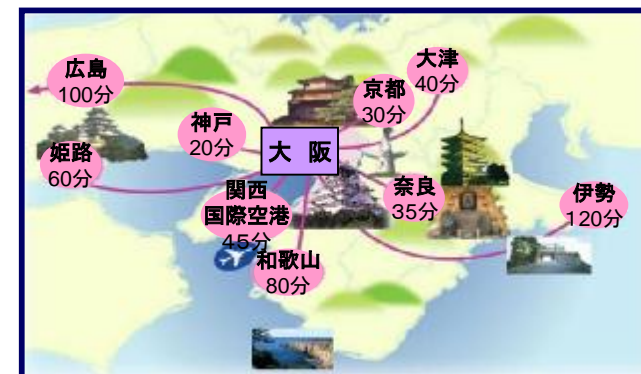 広島
100分
大津
40分
京都
30分
神戸
20分
大 阪
姫路
60分
奈良
35分
伊勢
120分
関西
国際空港
45分
和歌山
80分